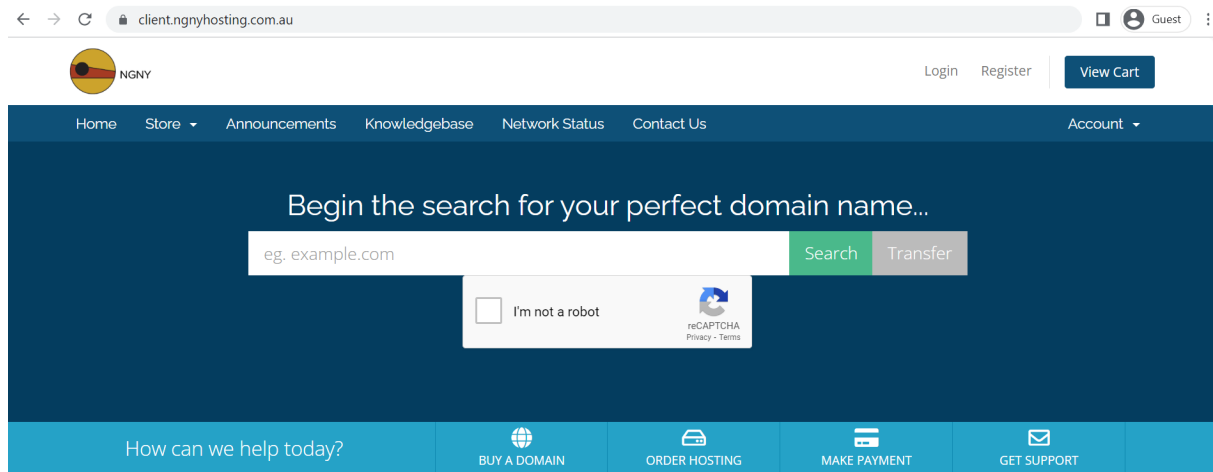 client.ngnyhosting.com.au
Guest
NGNY
Login Register View Cart
Home Store Announcements Knowledgebase Network Status Contact Us Account
Begin the search for your perfect domain name...
eg. example.com Search Transfer
I'm not a robot
reCAPTCHA
Privacy - Terms
How can we help today?
BUY A DOMAIN ORDER HOSTING MAKE PAYMENT GET SUPPORT